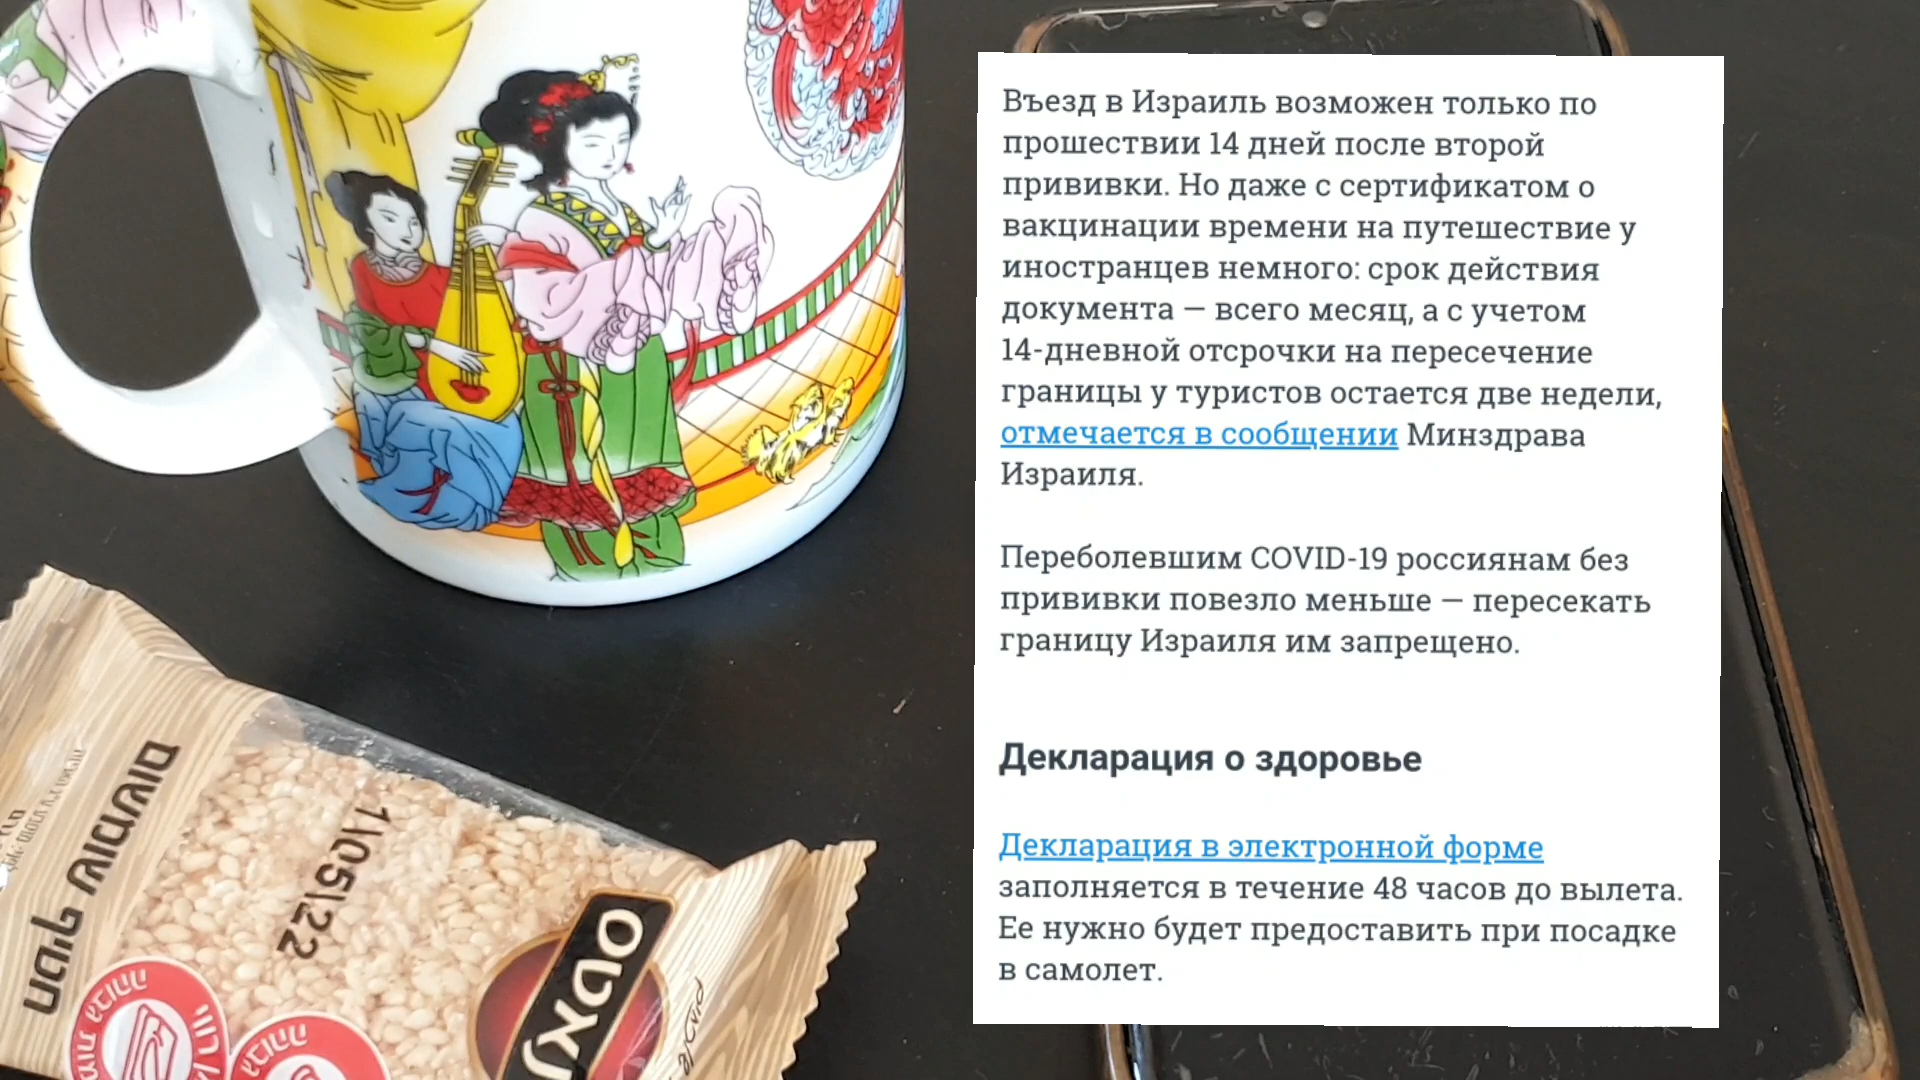 Въезд в Израиль возможен только по
прошествии 14 дней после второй
прививки. Но даже с сертификатом о
вакцинации времени на путешествие у
иностранцев немного: срок действия
документа — всего месяц, а с учетом
14-дневной отсрочки на пересечение
границы у туристов остается две недели,
отмечается в сообщении Минздрава
Израиля.
Переболевшим COVID-19 россиянам без
прививки повезло меньше — пересекать
границу Израиля им запрещено.
Декларация о здоровье
Декларация в электронной форме
заполняется в течение 48 часов до вылета.
Ее нужно будет предоставить при посадке
в самолет.
חטיף שומשום
1\05\22